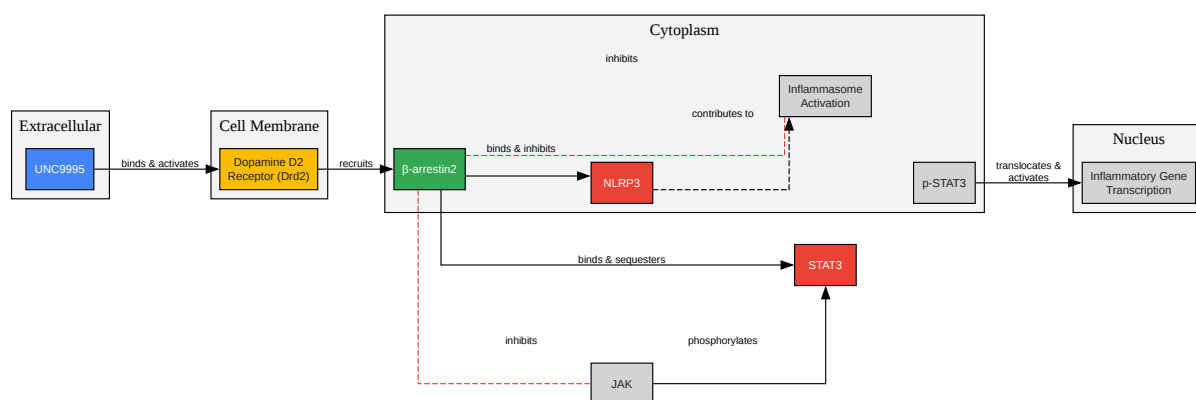 Cytoplasm
inhibits
Inflammasome
Activation
contributes to
Extracellular
UNC9995
binds & activates
Cell Membrane
Dopamine D2
Receptor (Drd2)
recruits
β-arrestin2
binds & inhibits
NLRP3
p-STAT3
translocates &
activates
Nucleus
Inflammatory Gene
Transcription
binds & sequesters
STAT3
inhibits
phosphorylates
JAK